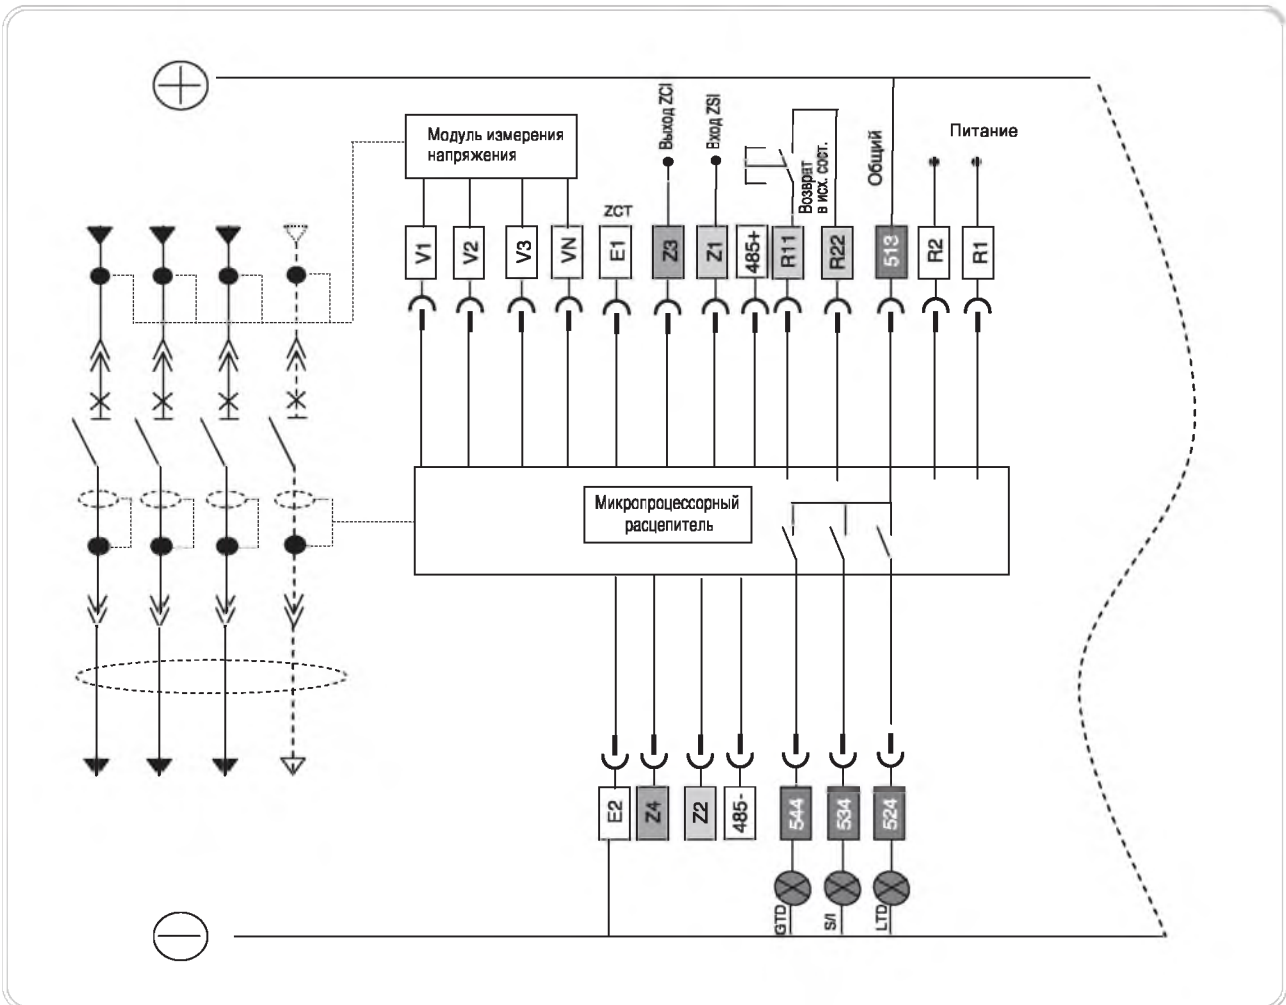 Модуль измерения
напряжения
Выход ZCI
Вход ZSI
Возврат
в исх. сост.
Общий
Питание
ZCT
V1
V2
V3
VN
E1
Z3
Z1
485+
R11
R22
513
R2
R1
Микропроцессорный
расцепитель
E2
Z4
Z2
485-
544
534
524
GTD
S/I
LTD